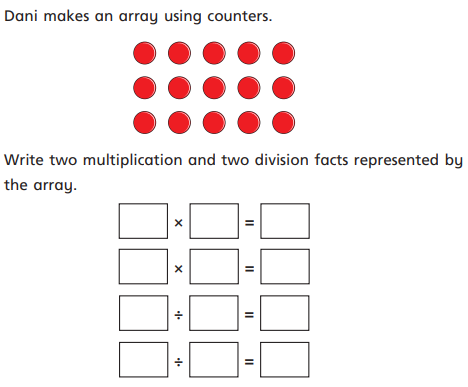 Dani makes an array using counters.
Write two multiplication and two division facts represented by
the array.
× =
× =
÷ =
÷ =